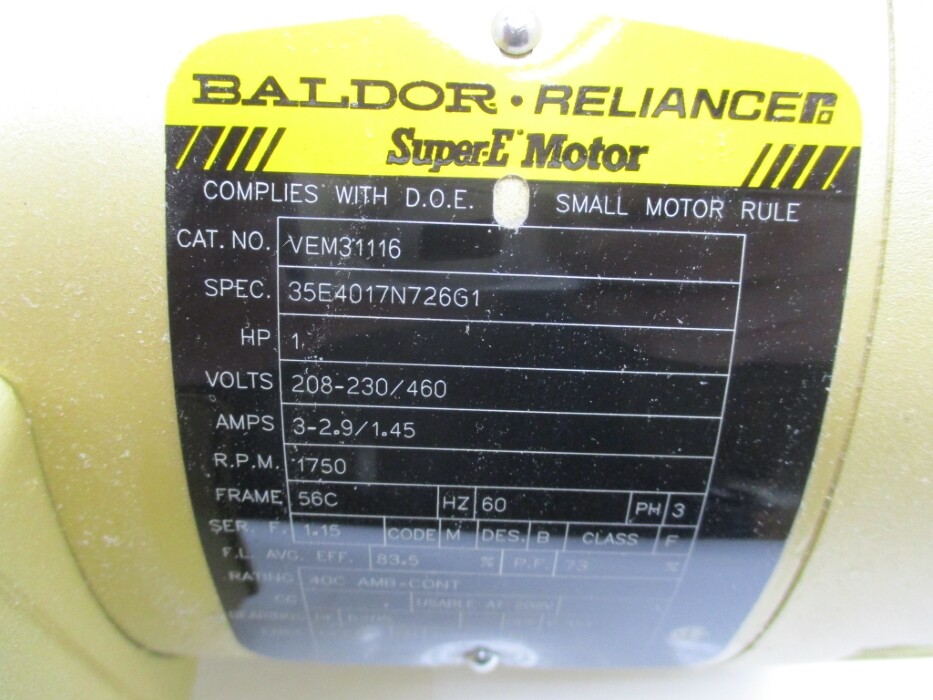 BALDOR • RELIANCE
Super-E Motor
COMPLIES WITH D.O.E. SMALL MOTOR RULE
CAT. NO. VEM31116
SPEC. 35E4017N726G1
HP 1
VOLTS 208-230/460
AMPS 3-2.9/1.45
R.P.M. 1750
FRAME 56C HZ 60 PH 3
SER. F. 1.15 CODE M DES. B CLASS F
F.L. AVG. EFF. 83.5 % P.F. 73 %
RATING 40C AMB-CONT
CC USABLE AT 208V